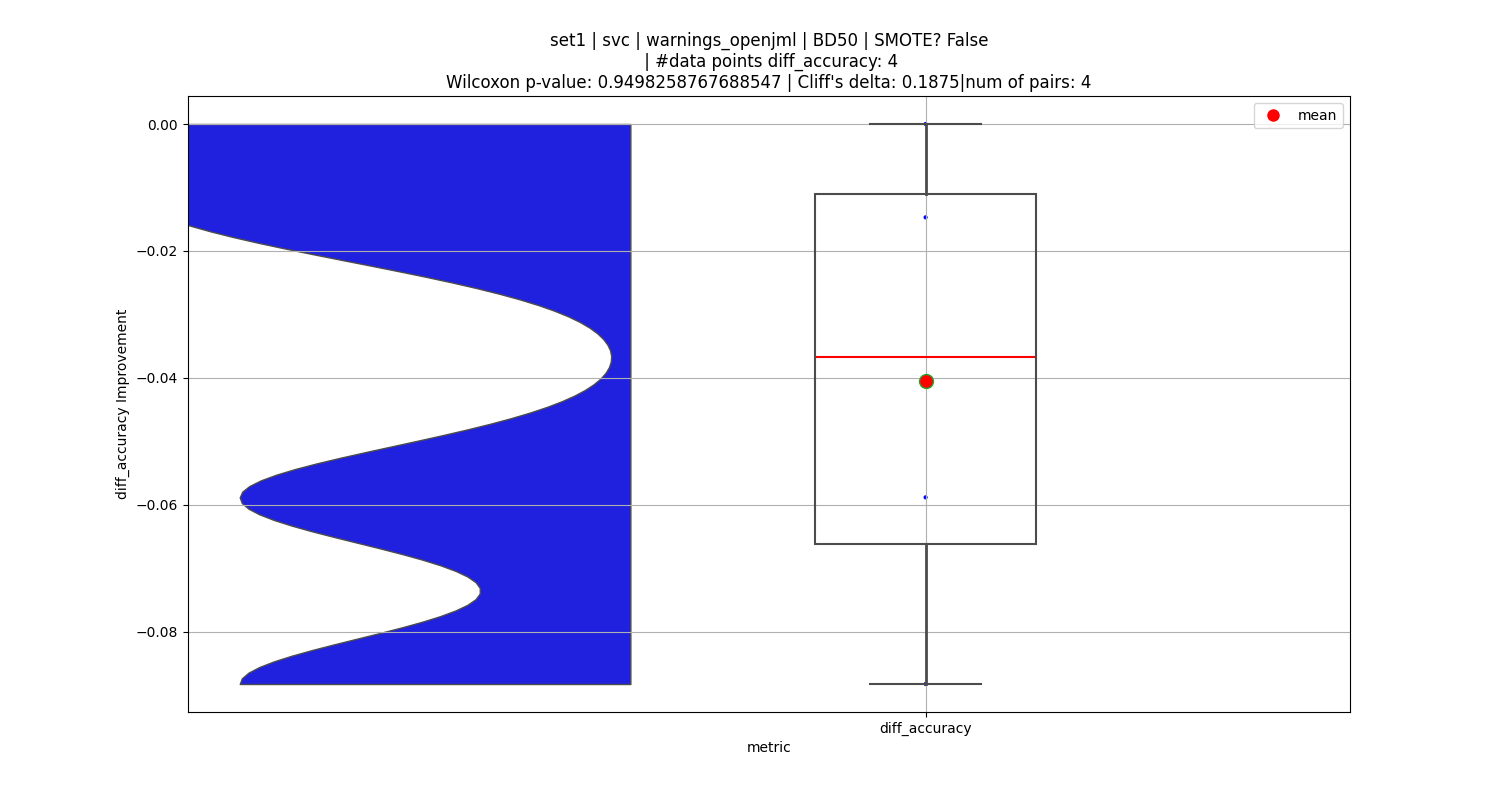 set1 | svc | warnings_openjml | BD50 | SMOTE? False
| #data points diff_accuracy: 4
Wilcoxon p-value: 0.9498258767688547 | Cliff's delta: 0.1875|num of pairs: 4
mean
0.00
−0.02
−0.04
−0.06
−0.08
diff_accuracy Improvement
diff_accuracy
metric